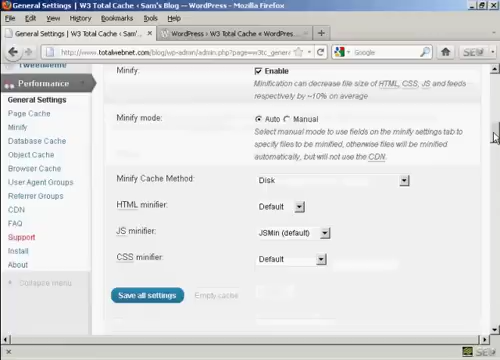 General Settings | W3 Total Cache ‹ Sam's Blog — WordPress — Mozilla Firefox
File Edit View History Bookmarks Tools Help
General Settings | W3 Total Cache ‹ Sam's...
WordPress › W3 Total Cache « WordPress...
http://www.totalwebnet.com/blog/wp-admin/admin.php?page=w3tc_general
Google
SEO
TweetMeme
Performance
General Settings
Page Cache
Minify
Database Cache
Object Cache
Browser Cache
User Agent Groups
Referrer Groups
CDN
FAQ
Support
Install
About
Collapse menu
Minify:
Enable
Minification can decrease file size of HTML, CSS, JS and feeds
respectively by ~10% on average
Minify mode:
Auto Manual
Select manual mode to use fields on the minify settings tab to
specify files to be minified, otherwise files will be minified
automatically, but will not use the CDN.
Minify Cache Method:
Disk
HTML minifier:
Default
JS minifier:
JSMin (default)
CSS minifier:
Default
Save all settings
Empty cache